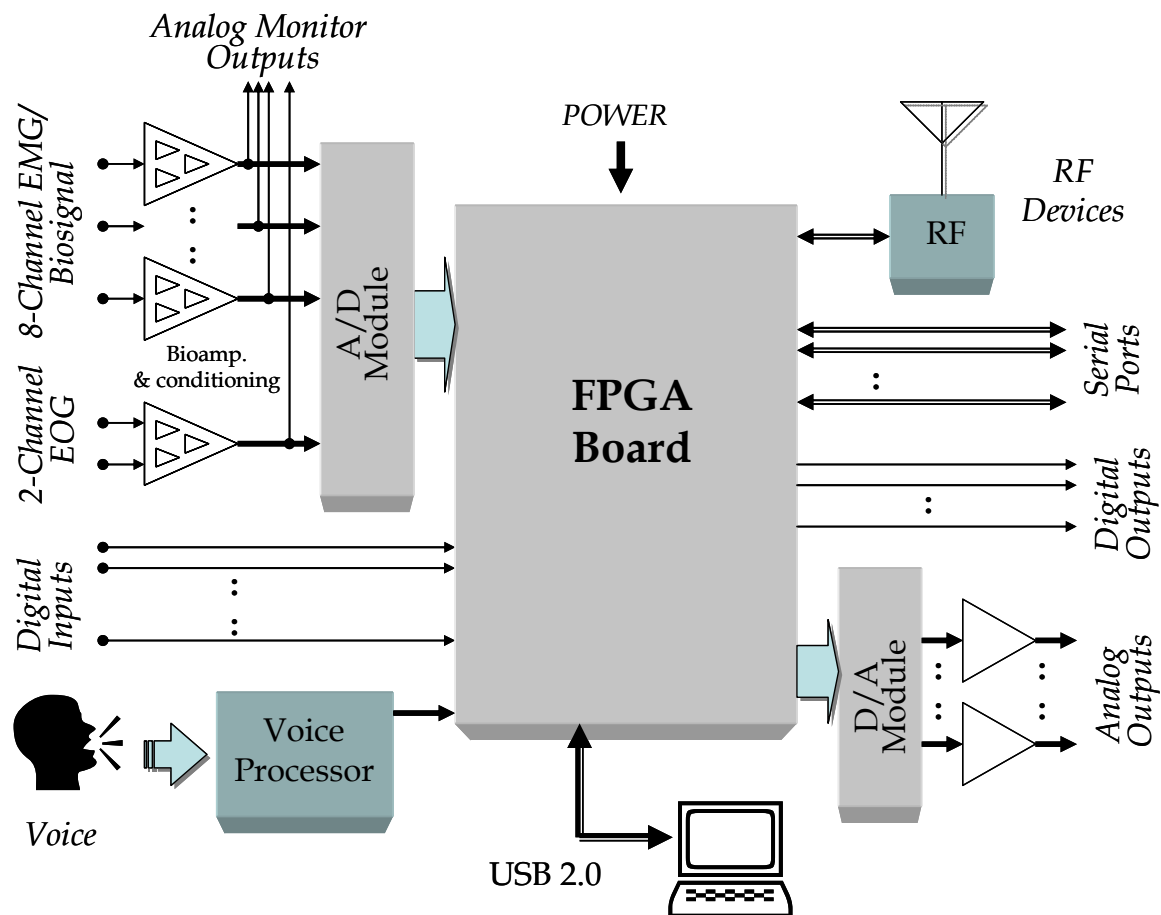 Analog Monitor
Outputs
8-Channel EMG/
Biosignal
POWER
RF
RF
Devices
A/D
Module
Bioamp.
& conditioning
FPGA
Board
Serial
Ports
2-Channel
EOG
Digital
Outputs
Digital
Inputs
D/A
Module
Analog
Outputs
Voice
Processor
Voice
USB 2.0